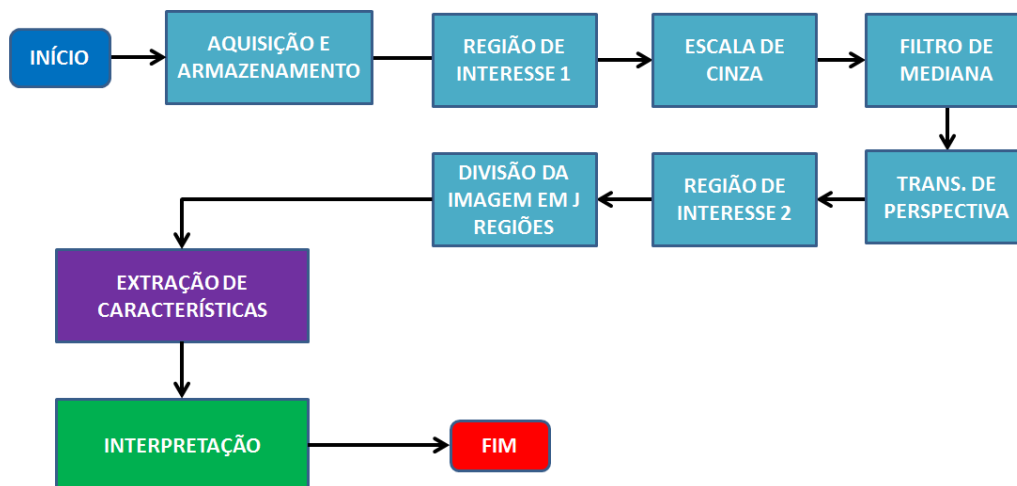 INÍCIO
AQUISIÇÃO E
ARMAZENAMENTO
REGIÃO DE
INTERESSE 1
ESCALA DE
CINZA
FILTRO DE
MEDIANA
TRANS. DE
PERSPECTIVA
REGIÃO DE
INTERESSE 2
DIVISÃO DA
IMAGEM EM J
REGIÕES
EXTRAÇÃO DE
CARACTERÍSTICAS
INTERPRETAÇÃO
FIM